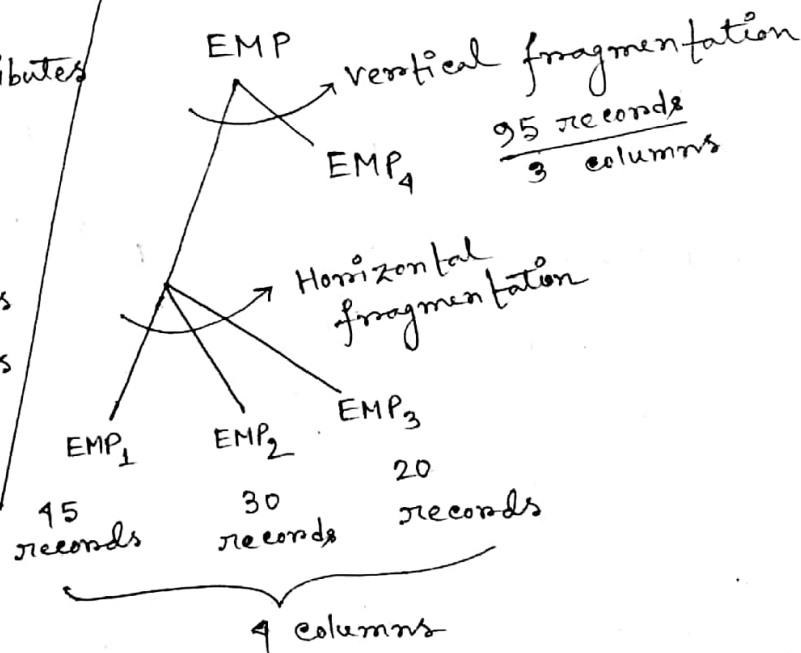 ibutes
EMP
vertical fragmentation
95 records
3 columns
EMP₄
Horizontal
fragmentation
s
s
EMP₁ EMP₂ EMP₃
45 30 20
records records records
4 columns